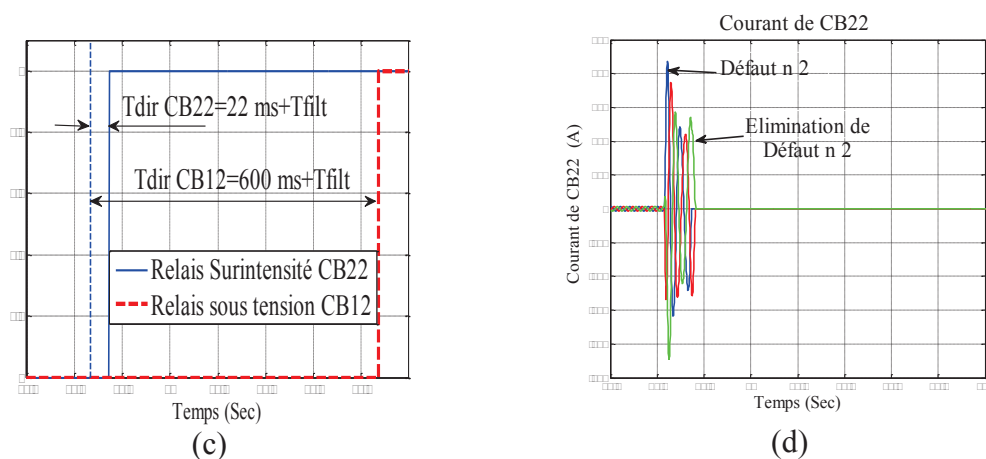 Tdir CB22=22 ms+Tfilt
Tdir CB12=600 ms+Tfilt
Relais Surintensité CB22
Relais sous tension CB12
Temps (Sec)
(c)
Courant de CB22
Défaut n 2
Elimination de
Défaut n 2
Courant de CB22 (A)
Temps (Sec)
(d)